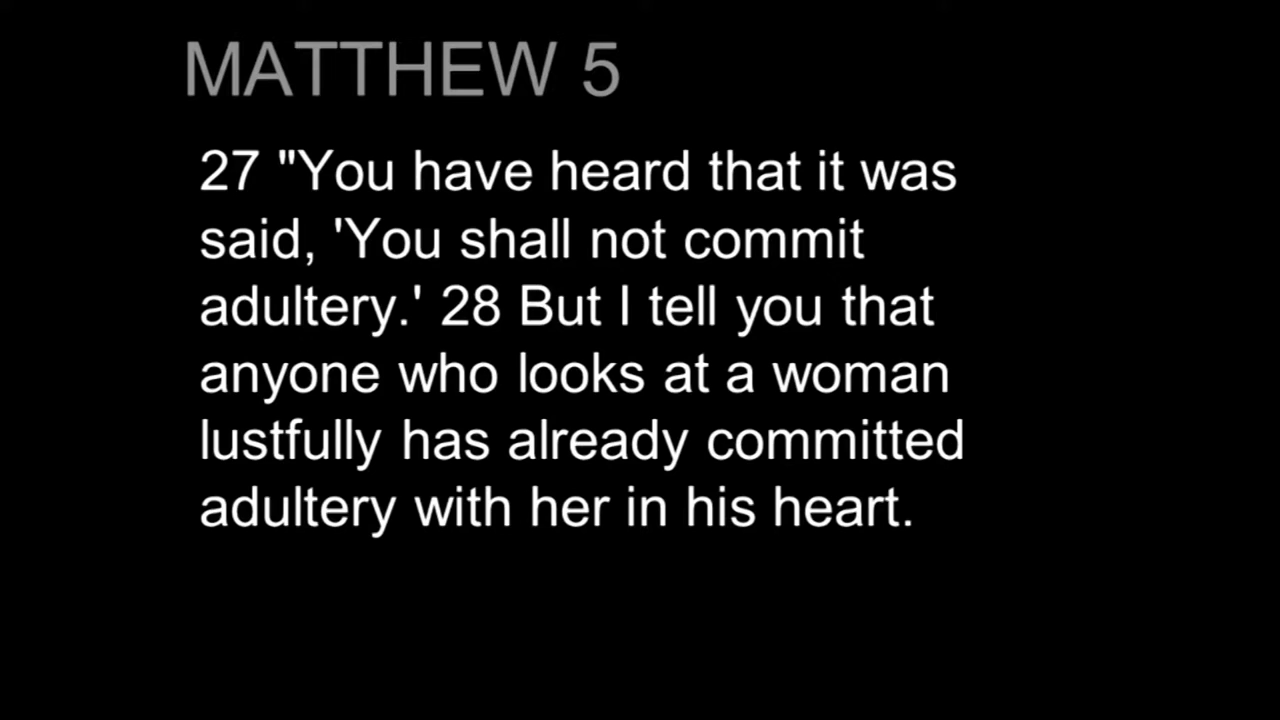 MATTHEW 5
27 "You have heard that it was
said, 'You shall not commit
adultery.' 28 But I tell you that
anyone who looks at a woman
lustfully has already committed
adultery with her in his heart.